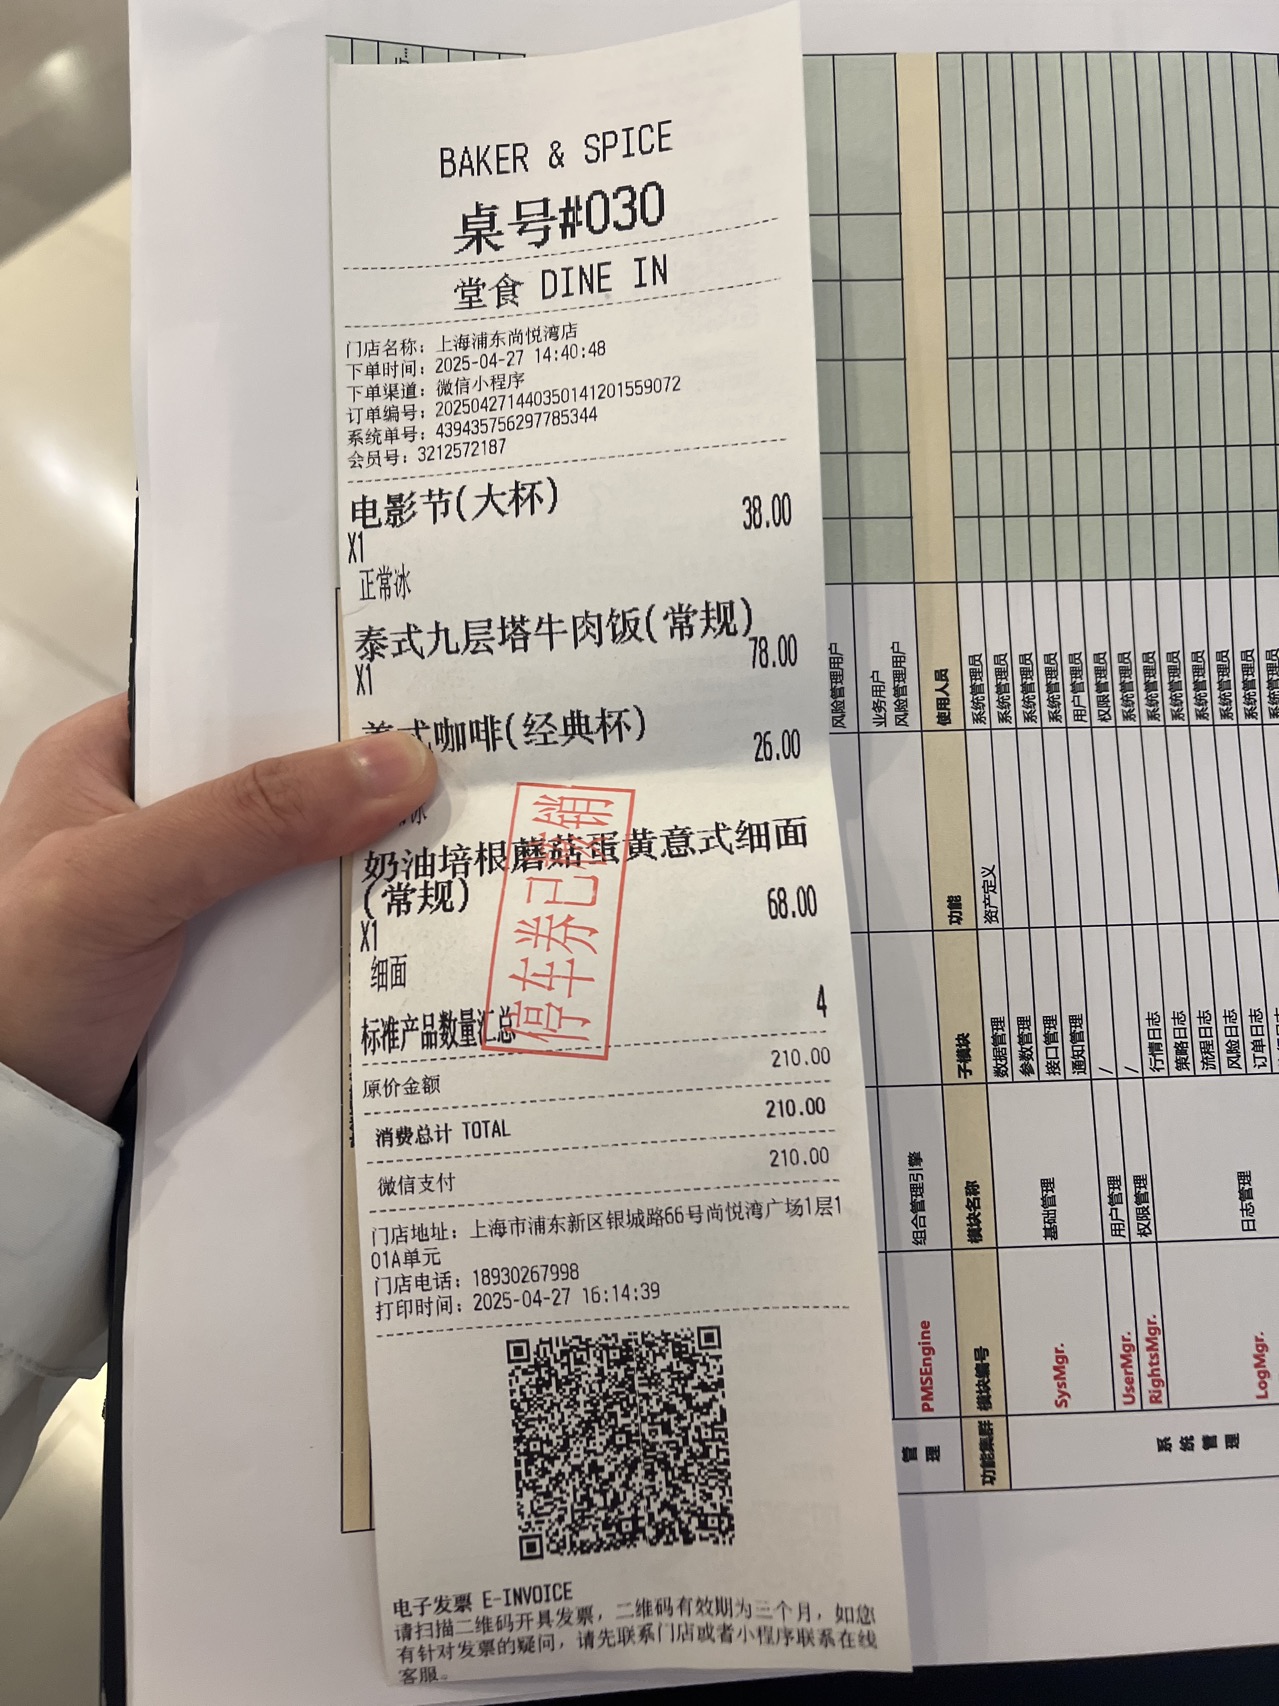 BAKER & SPICE
桌号#030
堂食 DINE IN
门店名称：上海浦东尚悦湾店
下单时间：2025-04-27 14:40:48
下单渠道：微信小程序
订单编号：202504271440350141201559072
系统单号：439435756297785344
会员号：3212572187
电影节(大杯) 38.00
X1
正常冰
泰式九层塔牛肉饭(常规) 78.00
X1
美式咖啡(经典杯) 26.00
冰
奶油培根蘑菇蛋黄意式细面
(常规) 68.00
X1
细面
标准产品数量汇总 4
停车券已核销
原价金额 210.00
消费总计 TOTAL 210.00
微信支付 210.00
门店地址：上海市浦东新区银城路66号尚悦湾广场1层1
01A单元
门店电话：18930267998
打印时间：2025-04-27 16:14:39
电子发票 E-INVOICE
请扫描二维码开具发票，二维码有效期为三个月，如您
有针对发票的疑问，请先联系门店或者小程序联系在线
客服。
风险管理用户
业务用户
风险管理用户
组合管理引擎
PMSEngine
管理
使用人员
功能
子模块
模块名称
模块编号
功能集群
系统管理员
资产定义
数据管理
系统管理员
参数管理
系统管理员
接口管理
系统管理员
通知管理
基础管理
SysMgr.
用户管理员
/
用户管理
UserMgr.
权限管理员
/
权限管理
RightsMgr.
系统管理员
行情日志
系统管理员
策略日志
系统管理员
流程日志
系统管理员
风险日志
系统管理员
订单日志
系统管理员
日志管理
LogMgr.
系统管理